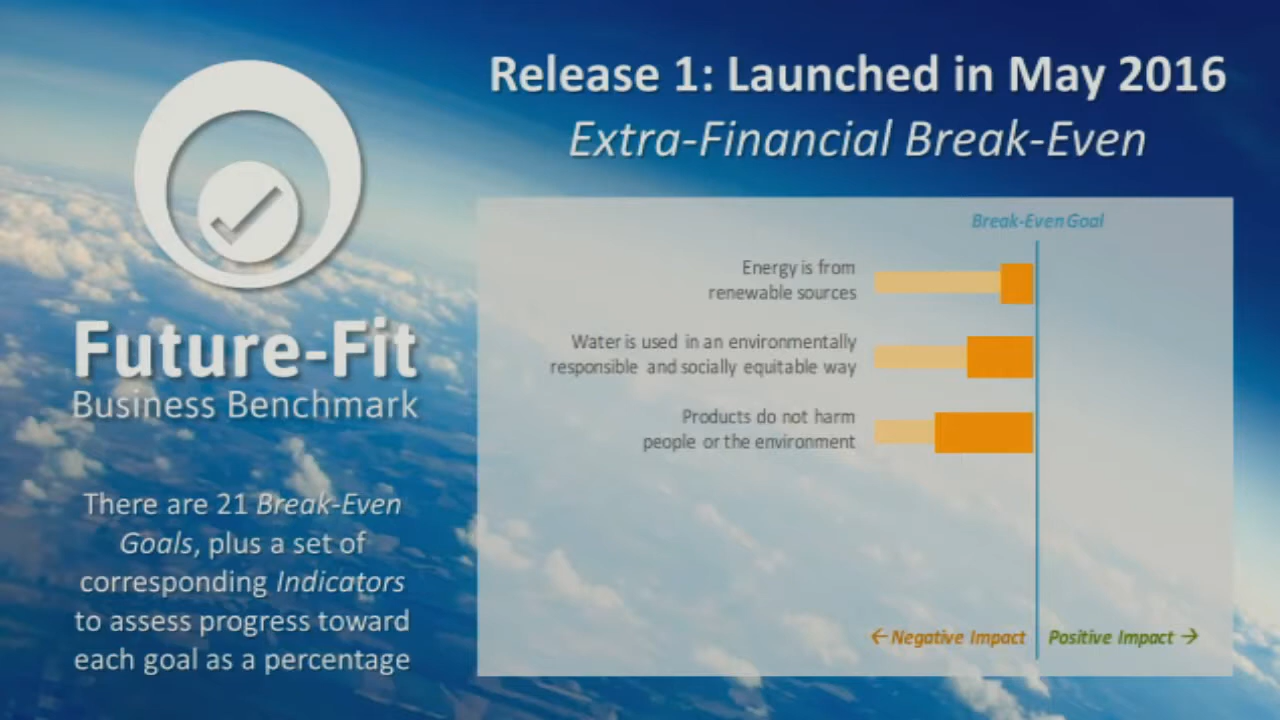 Release 1: Launched in May 2016
Extra-Financial Break-Even
Future-Fit
Business Benchmark
There are 21 Break-Even
Goals, plus a set of
corresponding Indicators
to assess progress toward
each goal as a percentage
Break-Even Goal
Energy is from
renewable sources
Water is used in an environmentally
responsible and socially equitable way
Products do not harm
people or the environment
← Negative Impact
Positive Impact →